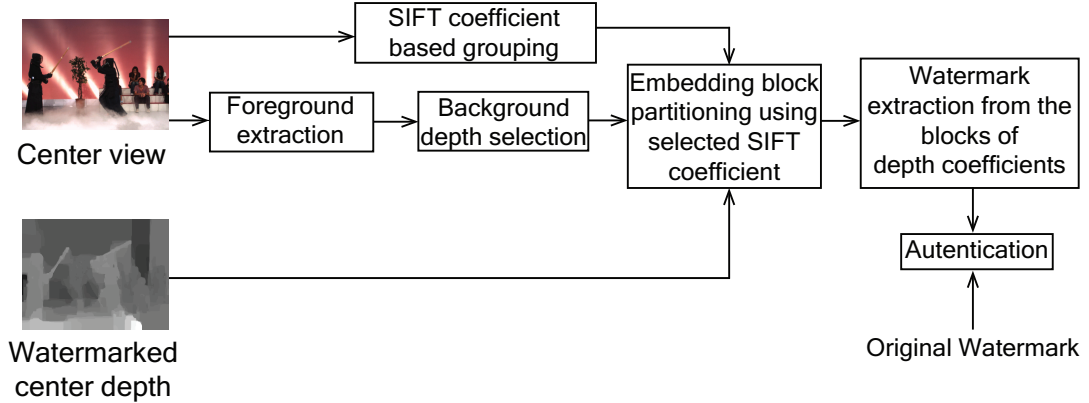 SIFT coefficient
based grouping
Center view
Foreground
extraction
Background
depth selection
Embedding block
partitioning using
selected SIFT
coefficient
Watermark
extraction from the
blocks of
depth coefficients
Autentication
Original Watermark
Watermarked
center depth